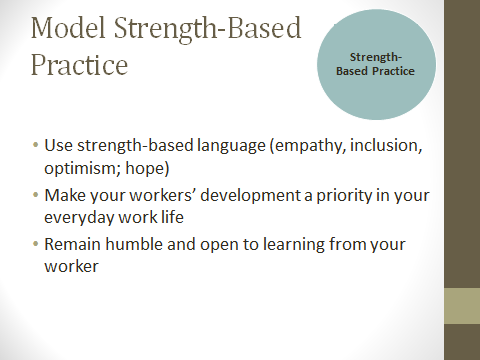 Model Strength-Based
Practice
Strength-
Based Practice
• Use strength-based language (empathy, inclusion,
optimism; hope)
• Make your workers’ development a priority in your
everyday work life
• Remain humble and open to learning from your
worker